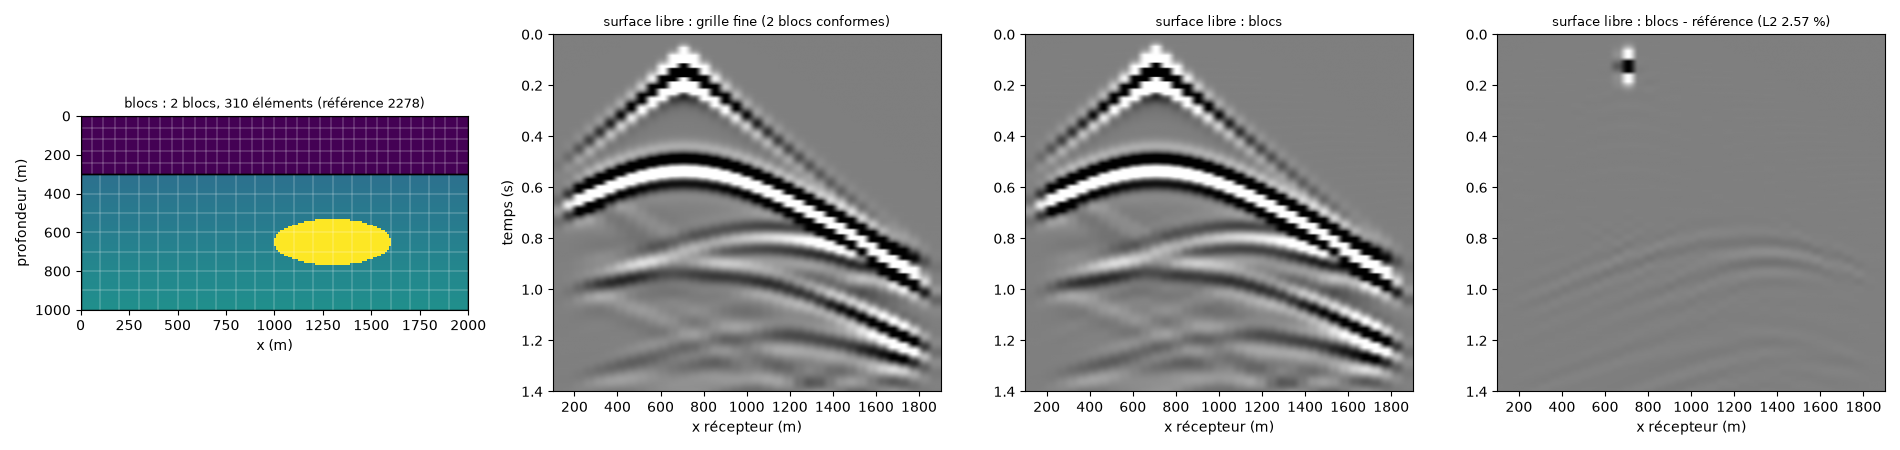 blocs : 2 blocs, 310 éléments (référence 2278)
0
200
400
600
800
1000
profondeur (m)
0 250 500 750 1000 1250 1500 1750 2000
x (m)
surface libre : grille fine (2 blocs conformes)
0.0
0.2
0.4
0.6
0.8
1.0
1.2
1.4
temps (s)
200 400 600 800 1000 1200 1400 1600 1800
x récepteur (m)
surface libre : blocs
0.0
0.2
0.4
0.6
0.8
1.0
1.2
1.4
200 400 600 800 1000 1200 1400 1600 1800
x récepteur (m)
surface libre : blocs - référence (L2 2.57 %)
0.0
0.2
0.4
0.6
0.8
1.0
1.2
1.4
200 400 600 800 1000 1200 1400 1600 1800
x récepteur (m)